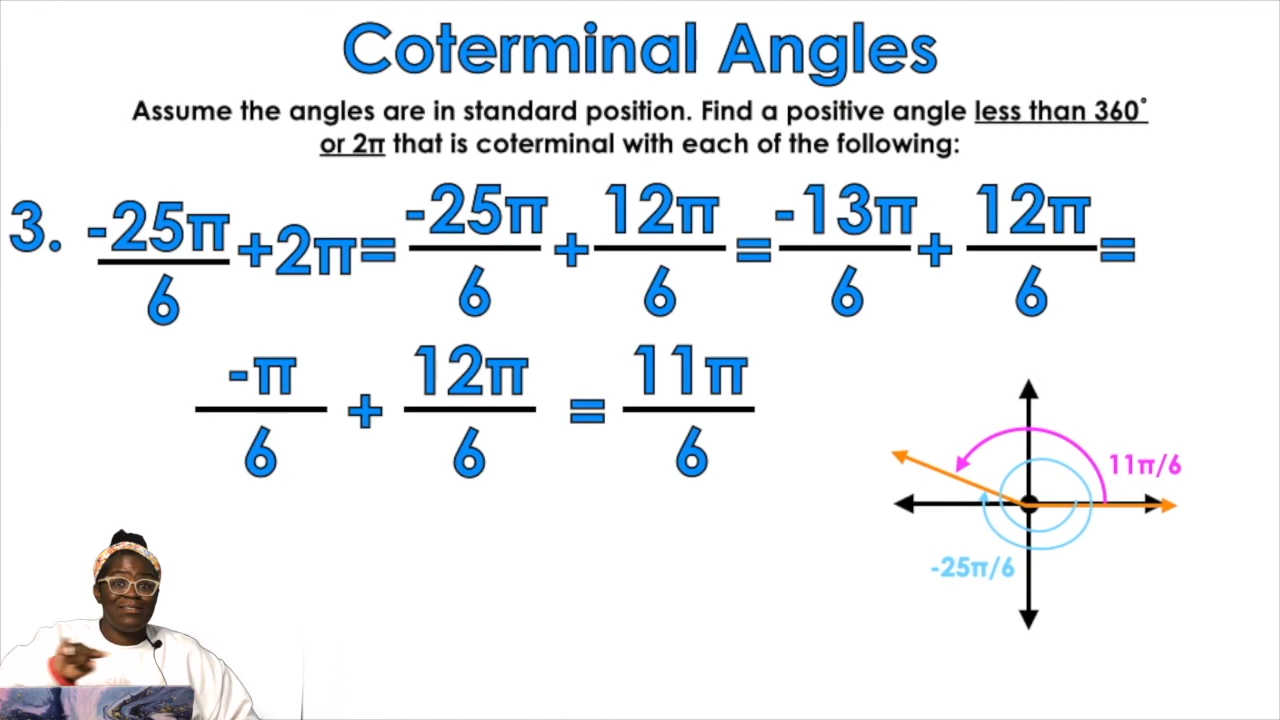 Coterminal Angles
Assume the angles are in standard position. Find a positive angle less than 360°
or 2π that is coterminal with each of the following:
3. -25π/6 +2π= -25π/6 + 12π/6 = -13π/6 + 12π/6 =
-π/6 + 12π/6 = 11π/6
11π/6
-25π/6